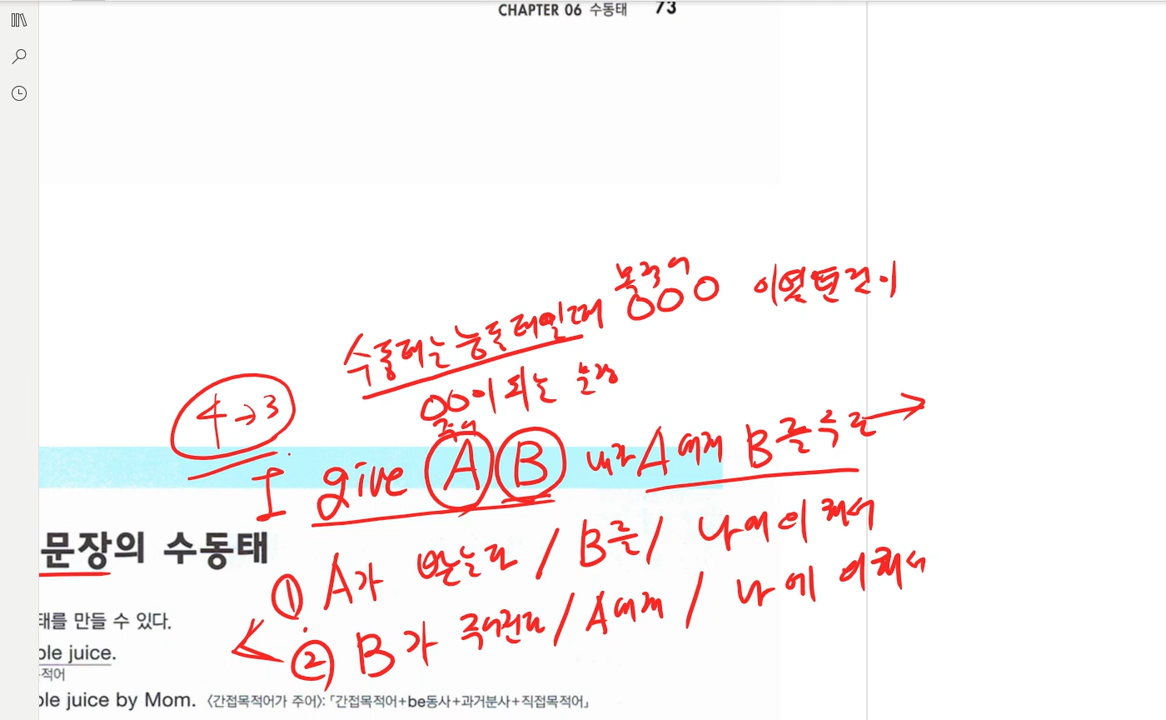 CHAPTER 06 수동태 73
목적어
수동태는 능동태일때 OOO 이였던것이
OO이 되는 문장
주어
4→3
I give A B 내가 A에게 B를주는→
문장의 수동태
① A가 받는다 / B를 / 나에 의해서
태를 만들 수 있다.
② B가 주어진다 / A에게 / 나에 의해서
ple juice.
적어
ple juice by Mom. 〈간접목적어가 주어〉: 「간접목적어+be동사+과거분사+직접목적어」